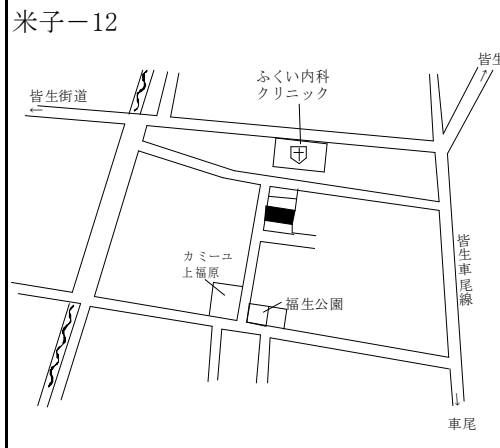 米子－12
皆生
皆生街道
←
ふくい内科
クリニック
皆生車尾線
カミーユ
上福原
福生公園
車尾